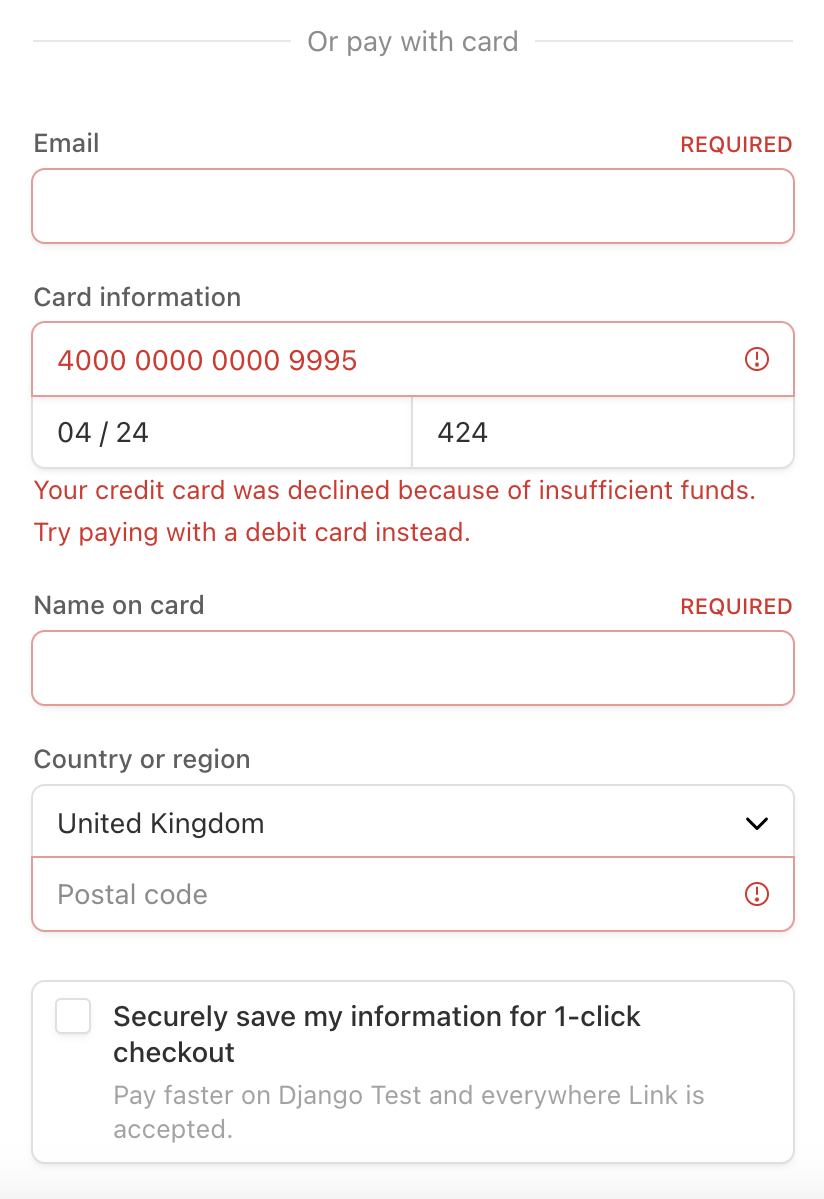 Or pay with card
Email
REQUIRED
Card information
4000 0000 0000 9995
04 / 24
424
Your credit card was declined because of insufficient funds.
Try paying with a debit card instead.
Name on card
REQUIRED
Country or region
United Kingdom
Postal code
Securely save my information for 1-click
checkout
Pay faster on Django Test and everywhere Link is
accepted.